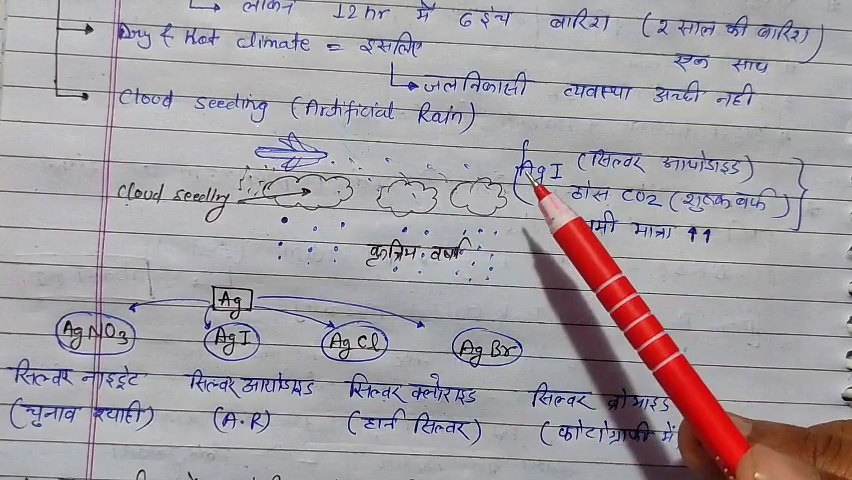 लेकिन 12 hr में 6 इंच बारिश (2 साल की बारिश)
एक साथ
Dry & Hot climate = इसलिए
जल निकासी व्यवस्था अच्छी नही
Cloud seeding (Artificial Rain)
AgI (सिल्वर आयोडाइड)
ठोस CO2 (शुष्क बर्फ)
Cloud seeding
नमी मात्रा ↑↑
कृत्रिम वर्षा
Ag
AgNO3 AgI AgCl AgBr
सिल्वर नाइट्रेट सिल्वर आयोडाइड सिल्वर क्लोराइड सिल्वर ब्रोमाइड
(चुनाव स्याही) (A.R) (हार्न सिल्वर) (फोटोग्राफी में